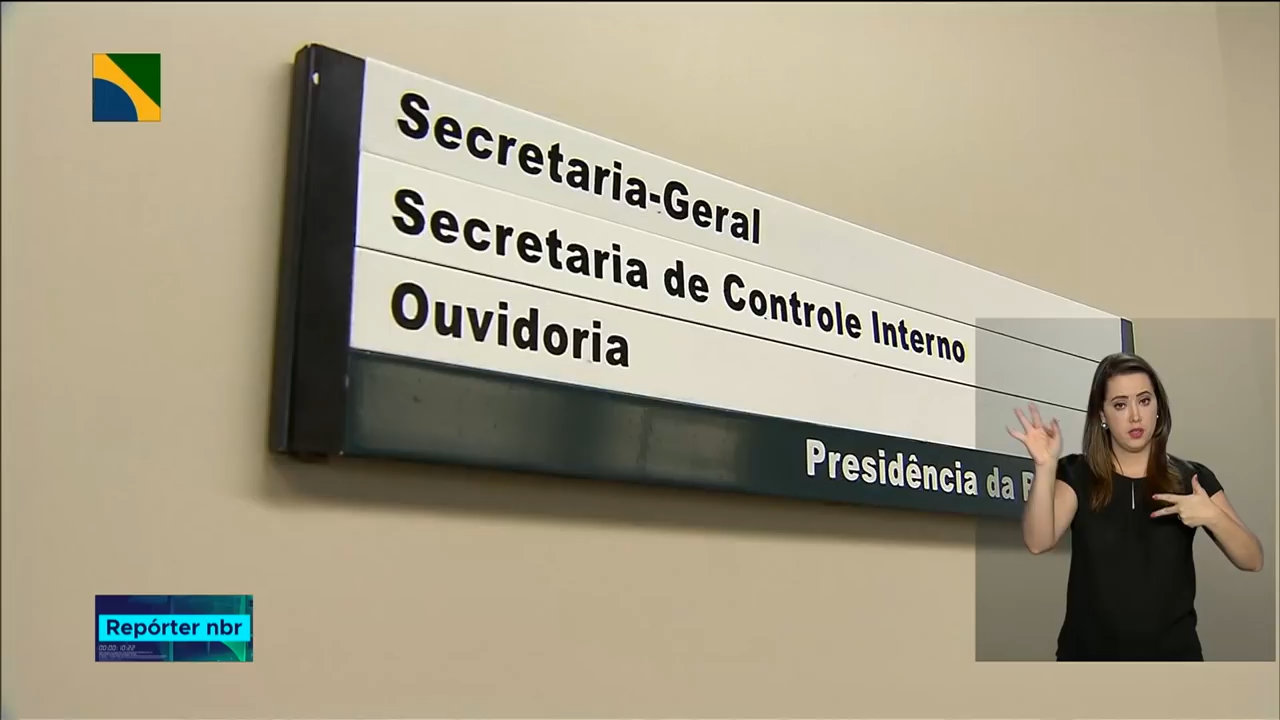 Secretaria-Geral
Secretaria de Controle Interno
Ouvidoria
Presidência da
Repórter nbr